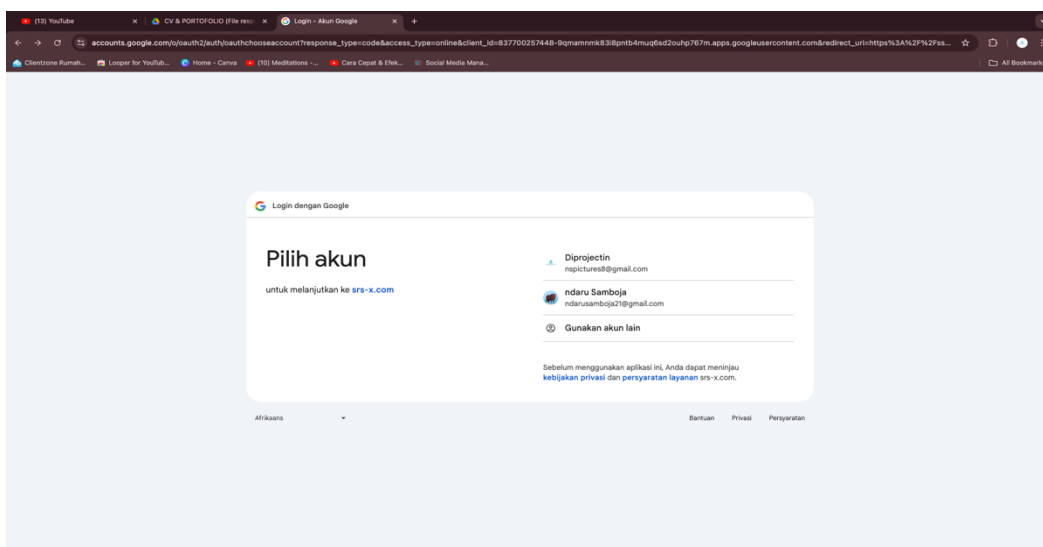 (13) YouTube
CV & PORTOFOLIO (File resp
Login - Akun Google
accounts.google.com/o/oauth2/auth/oauthchooseaccount?response_type=code&access_type=online&client_id=837700257448-9qmamnmk83i8pntb4muq6sd2ouhp767m.apps.googleusercontent.com&redirect_uri=https%3A%2F%2Fss...
Clientzone Rumah...
Looper for YouTub...
Home - Canva
(10) Meditations -...
Cara Cepat & Efek...
Social Media Mana...
All Bookmark
Login dengan Google
Pilih akun
untuk melanjutkan ke srs-x.com
Diprojectin
nspictures8@gmail.com
ndaru Samboja
ndarusamboja21@gmail.com
Gunakan akun lain
Sebelum menggunakan aplikasi ini, Anda dapat meninjau
kebijakan privasi dan persyaratan layanan srs-x.com.
Afrikaans
Bantuan Privasi Persyaratan